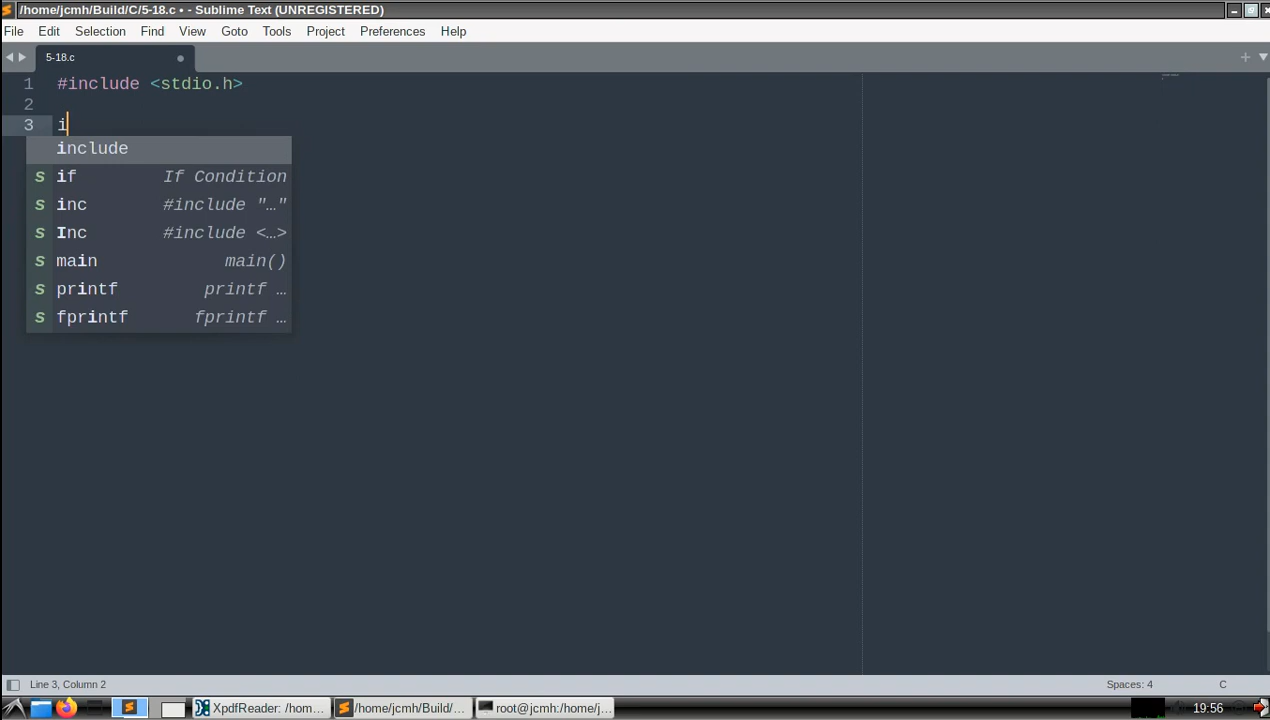 /home/jcmh/Build/C/5-18.c • - Sublime Text (UNREGISTERED)
File Edit Selection Find View Goto Tools Project Preferences Help
5-18.c
1 #include <stdio.h>
2
3 i
include
s if If Condition
s inc #include "…"
s Inc #include <…>
s main main()
s printf printf …
s fprintf fprintf …
Line 3, Column 2 Spaces: 4 C
XpdfReader: /hom... /home/jcmh/Build/... root@jcmh:/home/j... 19:56